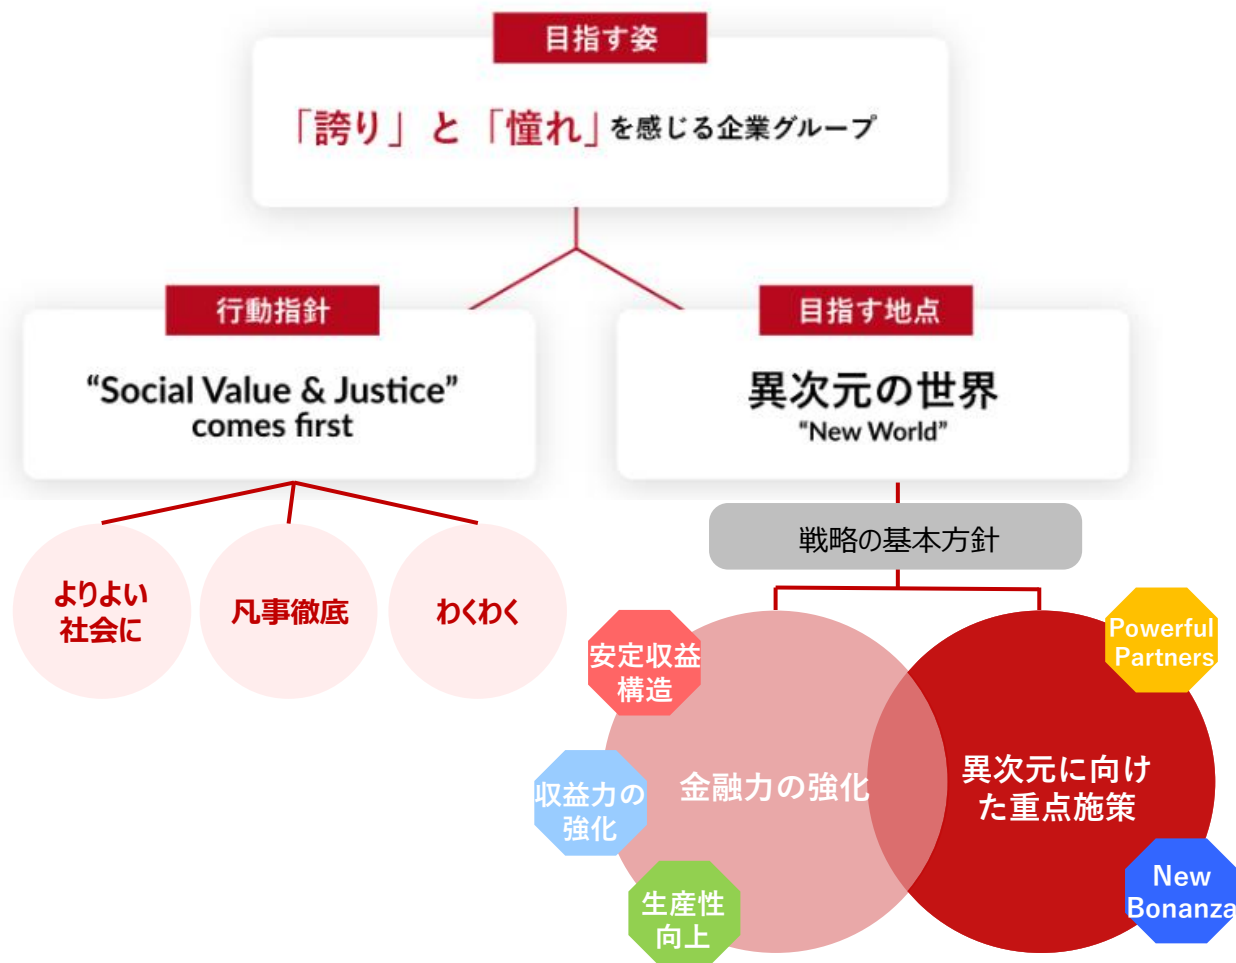 目指す姿
「誇り」と「憧れ」を感じる企業グループ
行動指針
“Social Value & Justice”
comes first
目指す地点
異次元の世界
“New World”
よりよい
社会に
凡事徹底
わくわく
戦略の基本方針
安定収益
構造
収益力の
強化
生産性
向上
金融力の強化
異次元に向け
た重点施策
Powerful
Partners
New
Bonanza